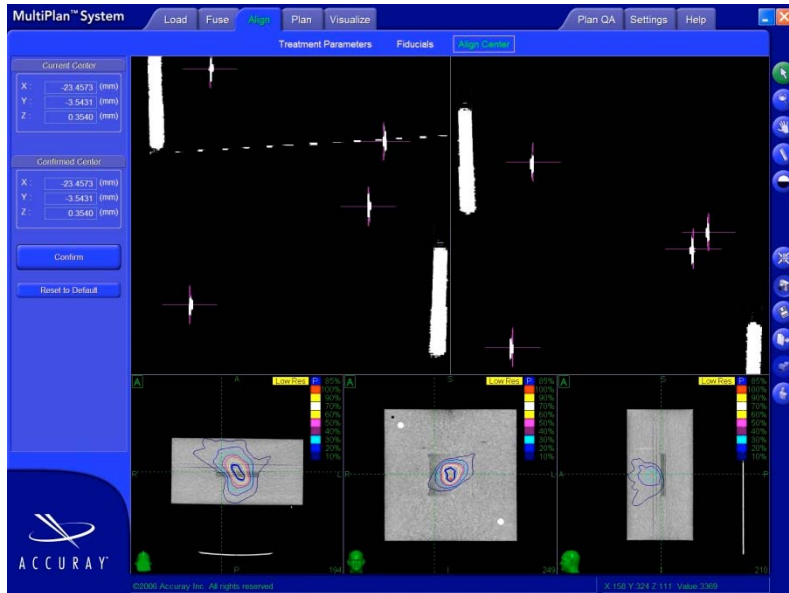 MultiPlan™ System
Load Fuse Align Plan Visualize
Plan QA Settings Help
Treatment Parameters Fiducials Align Center
Current Center
X : -23.4573 (mm)
Y : -3.5431 (mm)
Z : 0.3540 (mm)
Confirmed Center
X : -23.4573 (mm)
Y : -3.5431 (mm)
Z : 0.3540 (mm)
Confirm
Reset to Default
A A Low Res P 85%
100%
90%
70%
60%
50%
40%
30%
20%
10%
R L
P 194
A S Low Res P 85%
100%
90%
70%
60%
50%
40%
30%
20%
10%
R L
I 249
A S Low Res P 85%
100%
90%
70%
60%
50%
40%
30%
20%
10%
A P
I 210
ACCURAY
©2006 Accuray Inc. All rights reserved
X:158 Y:324 Z:111 Value:3369